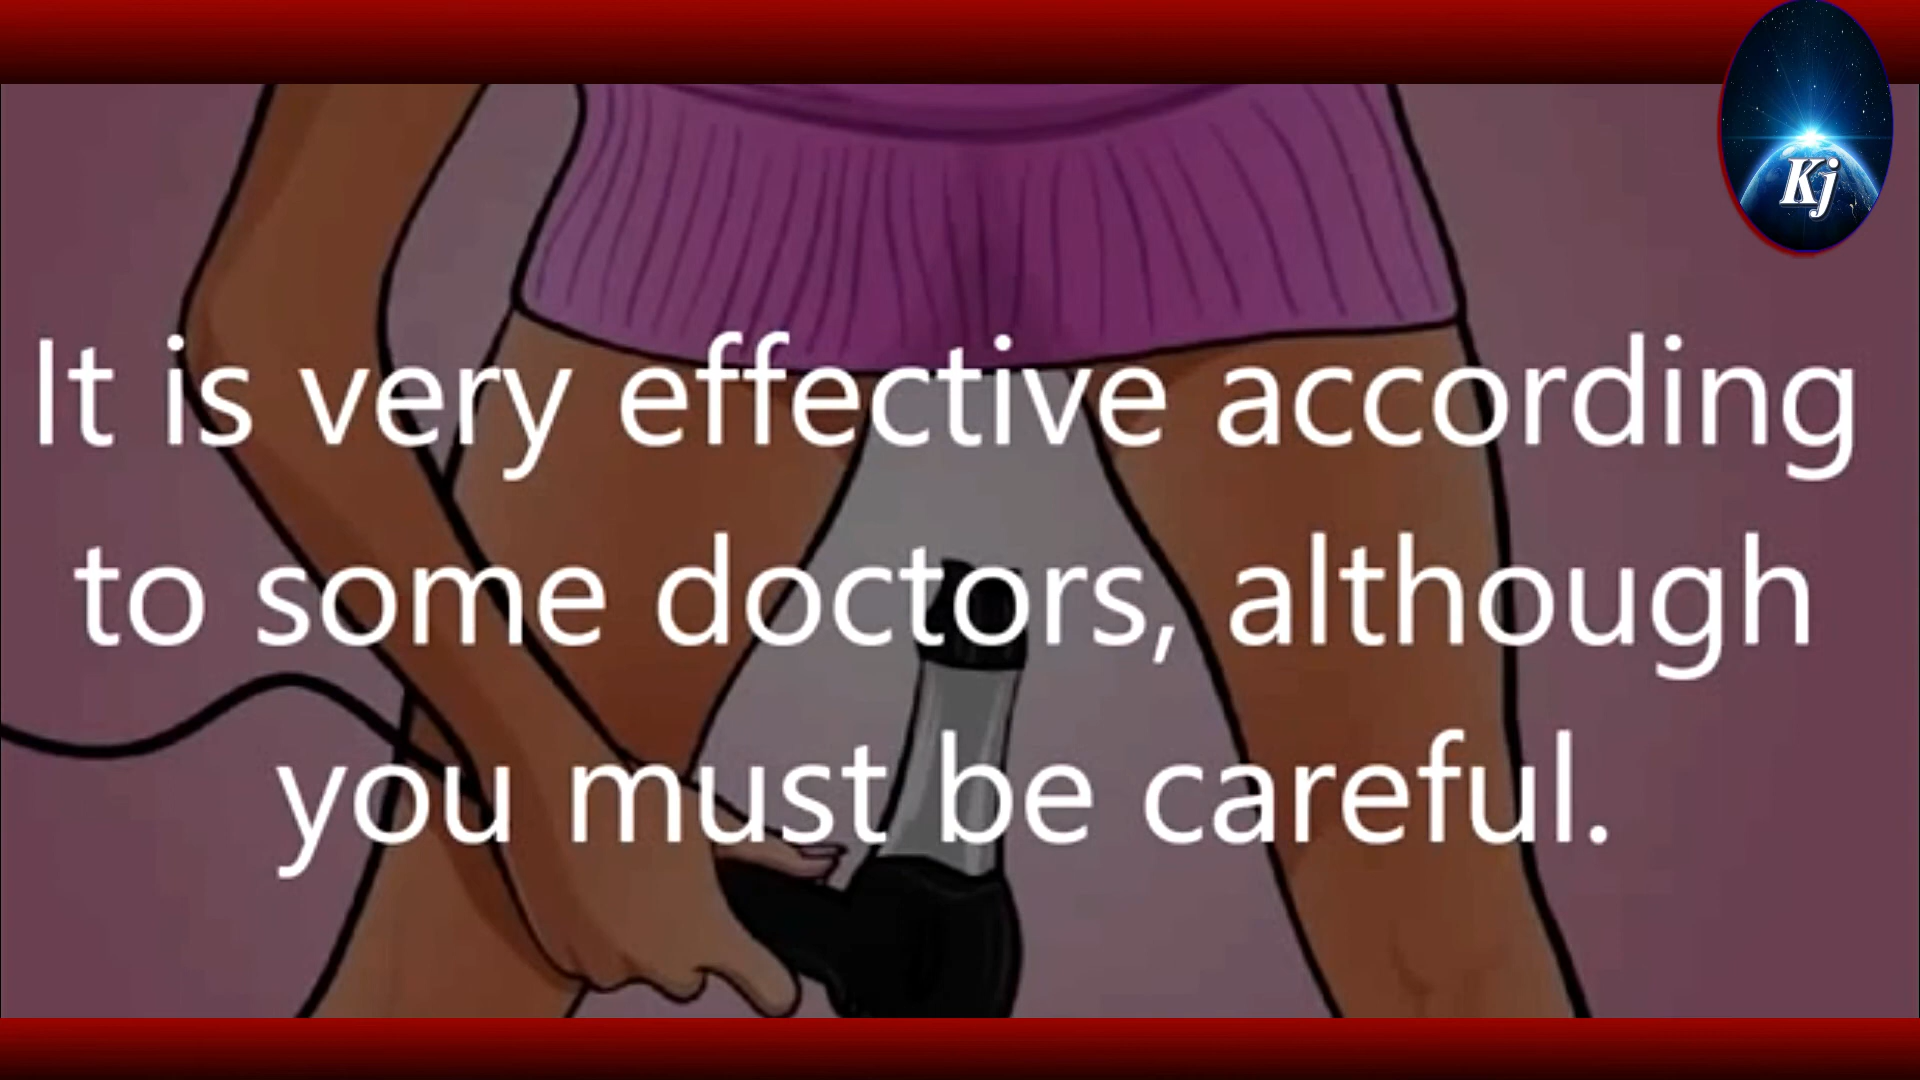 Kj
It is very effective according
to some doctors, although
you must be careful.